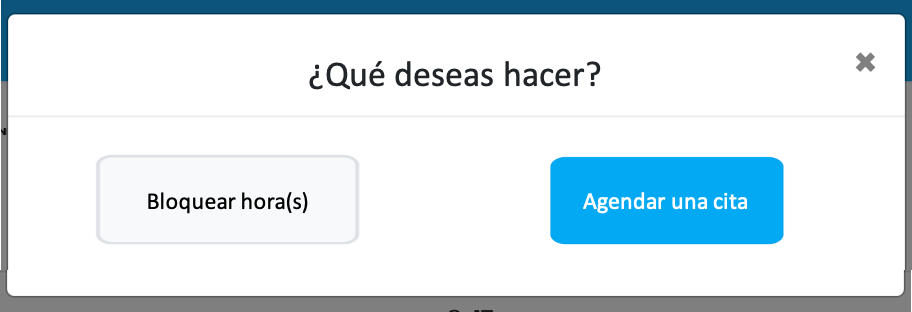 ¿Qué deseas hacer?
Bloquear hora(s)
Agendar una cita